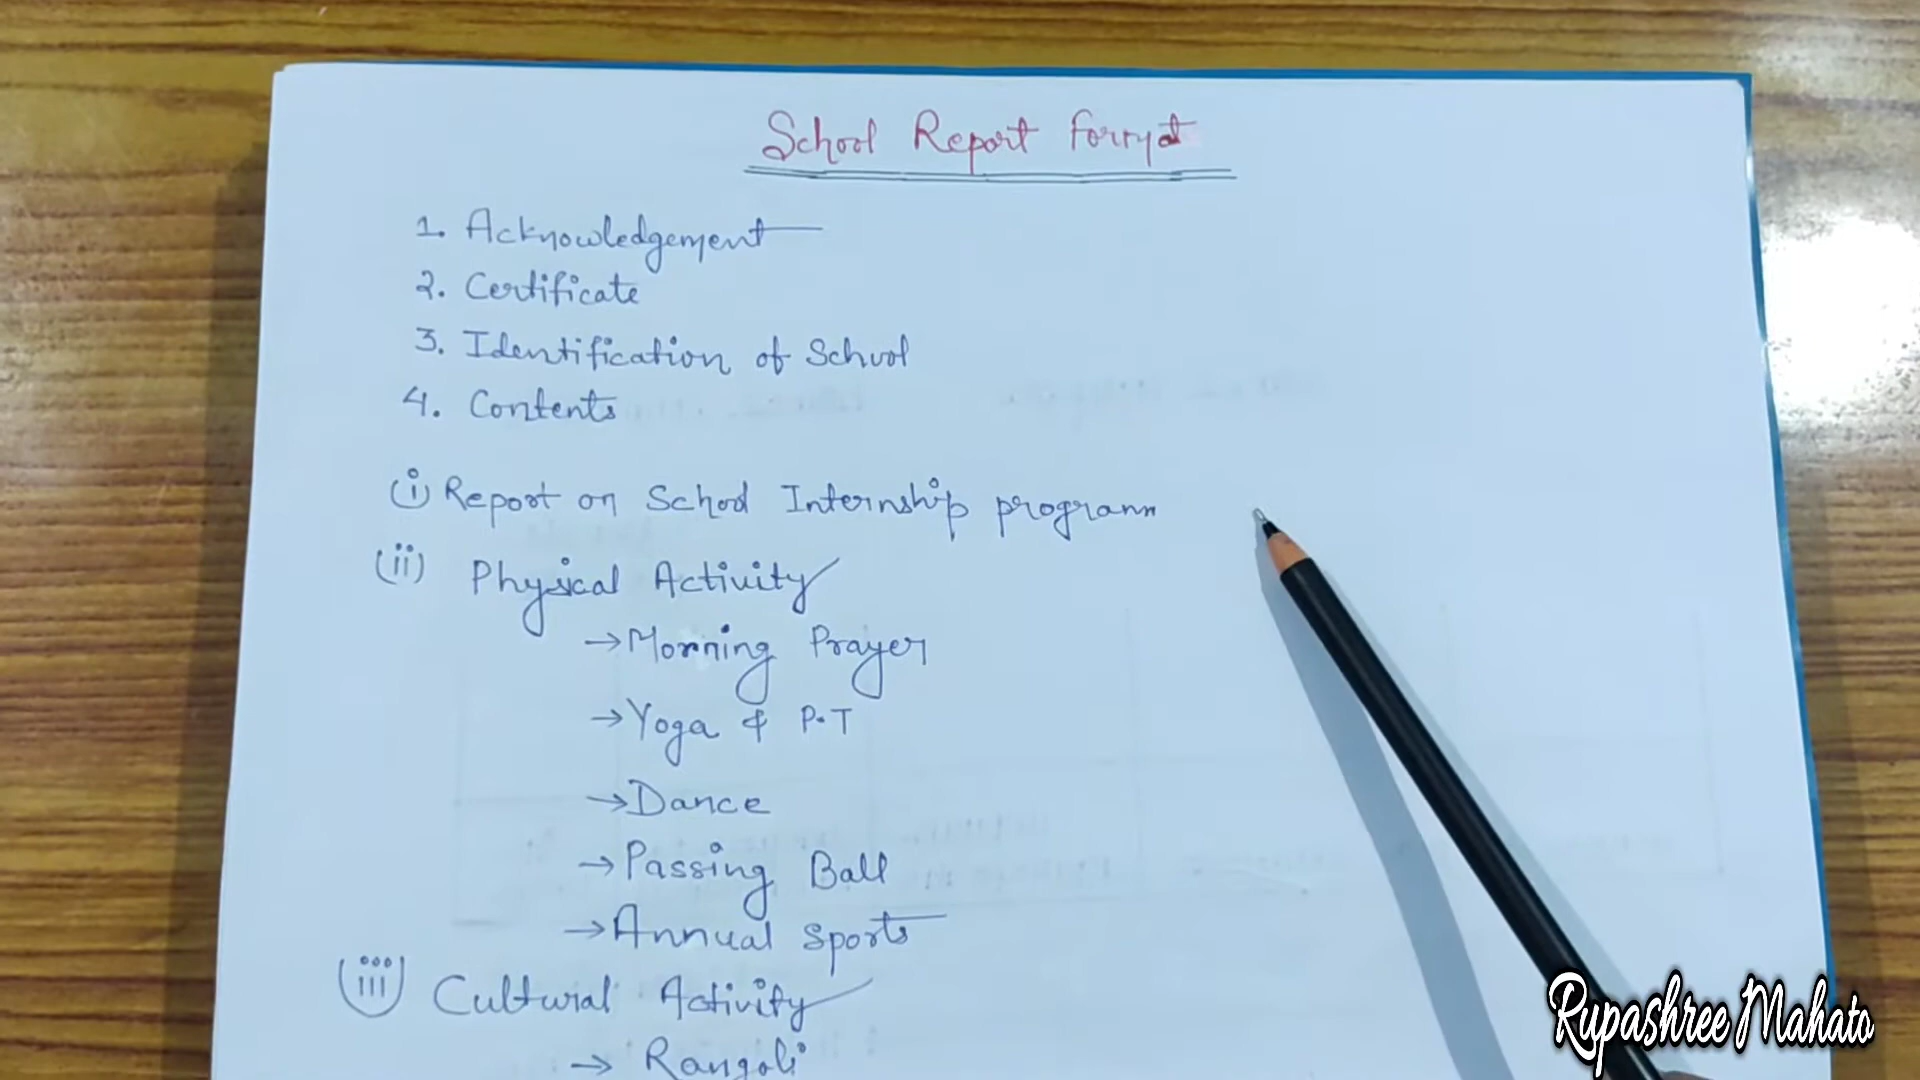 School Report Format
1. Acknowledgement
2. Certificate
3. Identification of School
4. Contents
(i) Report on School Internship programm
(ii) Physical Activity
→ Morning Prayer
→ Yoga & P.T
→ Dance
→ Passing Ball
→ Annual Sports
(iii) Cultural Activity
→ Rangoli
Rupashree Mahato